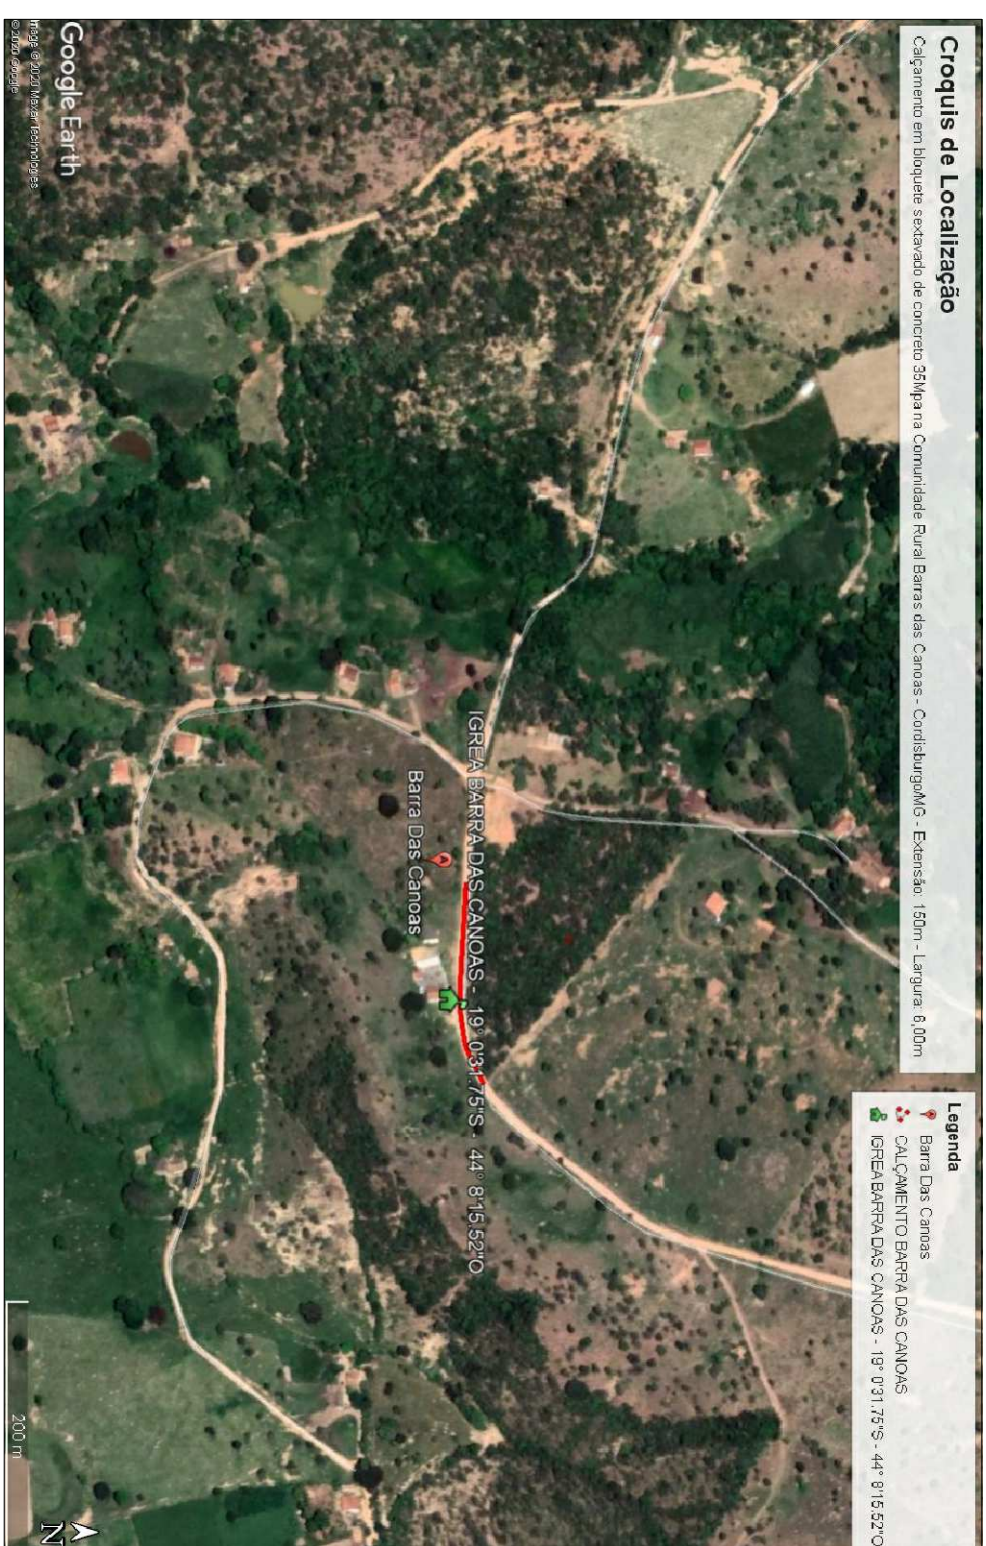 Croquis de Localização
Calçamento em bloquete sextavado de concreto 35Mpa na Comunidade Rural Barras das Canoas - Cordisburgo/MG - Extensão: 150m - Largura: 6,00m
Legenda
Barra Das Canoas
CALÇAMENTO BARRA DAS CANOAS
IGREA BARRA DAS CANOAS - 19° 0'31.75"S - 44° 8'15.52"O
IGREA BARRA DAS CANOAS - 19° 0'31.75"S - 44° 8'15.52"O
Barra Das Canoas
Google Earth
Image © 2020 Maxar Technologies
© 2020 Google
200 m
N